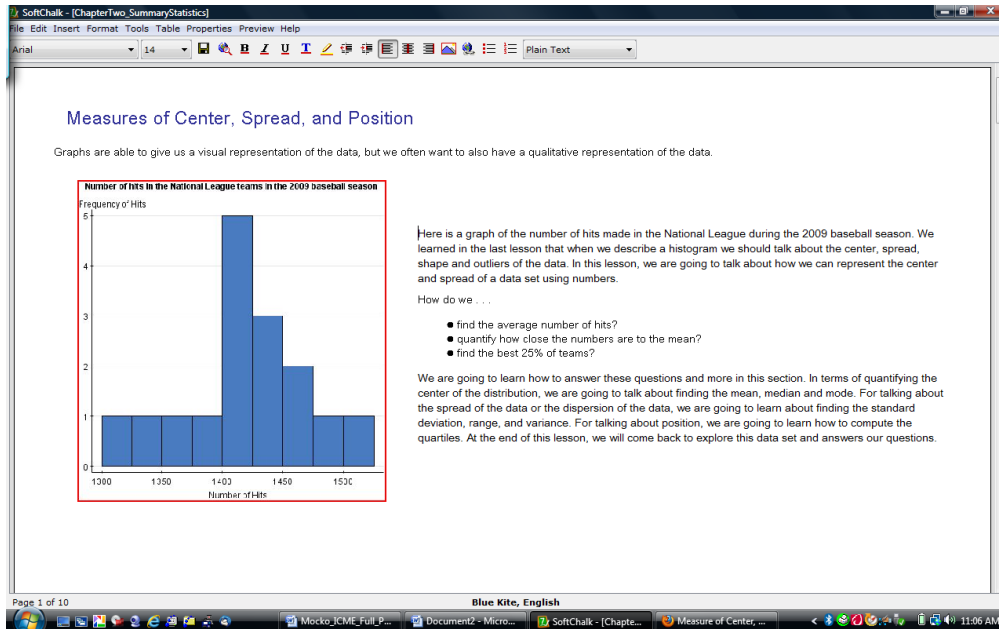 SoftChalk - [ChapterTwo_SummaryStatistics]
File Edit Insert Format Tools Table Properties Preview Help
Arial 14 B I U T Plain Text
Measures of Center, Spread, and Position
Graphs are able to give us a visual representation of the data, but we often want to also have a qualitative representation of the data.
Number of hits in the National League teams in the 2009 baseball season
Frequency of Hits
5
4
3
2
1
0
1300 1350 1400 1450 1500
Number of Hits
Here is a graph of the number of hits made in the National League during the 2009 baseball season. We
learned in the last lesson that when we describe a histogram we should talk about the center, spread,
shape and outliers of the data. In this lesson, we are going to talk about how we can represent the center
and spread of a data set using numbers.
How do we . . .
● find the average number of hits?
● quantify how close the numbers are to the mean?
● find the best 25% of teams?
We are going to learn how to answer these questions and more in this section. In terms of quantifying the
center of the distribution, we are going to talk about finding the mean, median and mode. For talking about
the spread of the data or the dispersion of the data, we are going to learn about finding the standard
deviation, range, and variance. For talking about position, we are going to learn how to compute the
quartiles. At the end of this lesson, we will come back to explore this data set and answers our questions.
Page 1 of 10 Blue Kite, English
Mocko_ICME_Full_P... Document2 - Micro... SoftChalk - [Chapte... Measure of Center, ... 11:06 AM